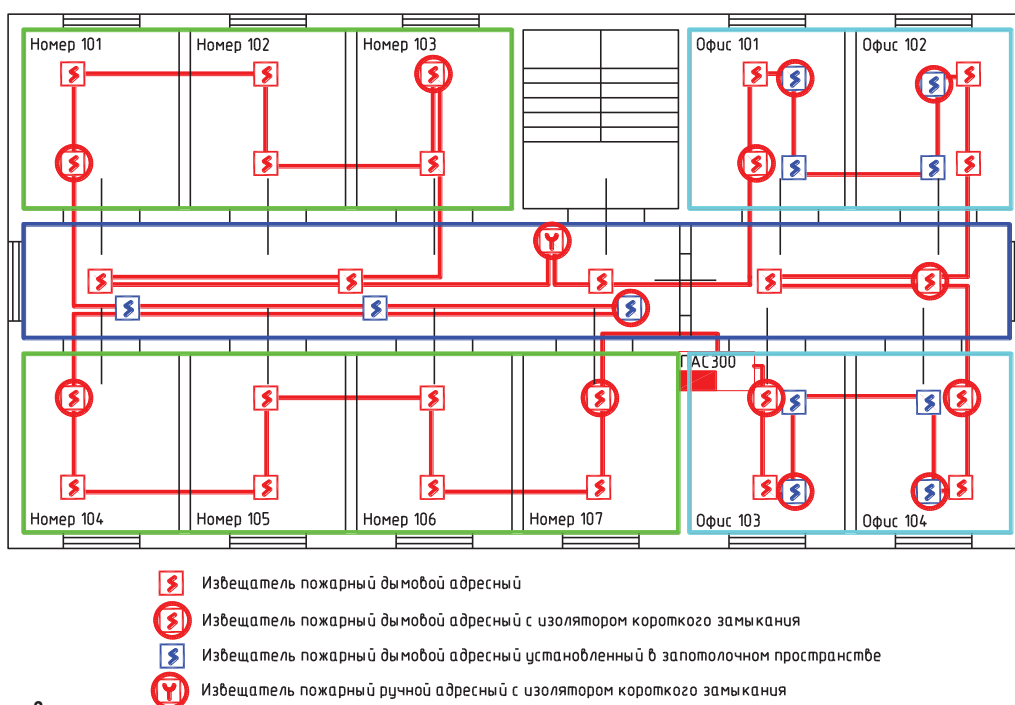 Номер 101
Номер 102
Номер 103
Офис 101
Офис 102
ПАС300
Номер 104
Номер 105
Номер 106
Номер 107
Офис 103
Офис 104
Извещатель пожарный дымовой адресный
Извещатель пожарный дымовой адресный с изолятором короткого замыкания
Извещатель пожарный дымовой адресный установленный в запотолочном пространстве
Извещатель пожарный ручной адресный с изолятором короткого замыкания